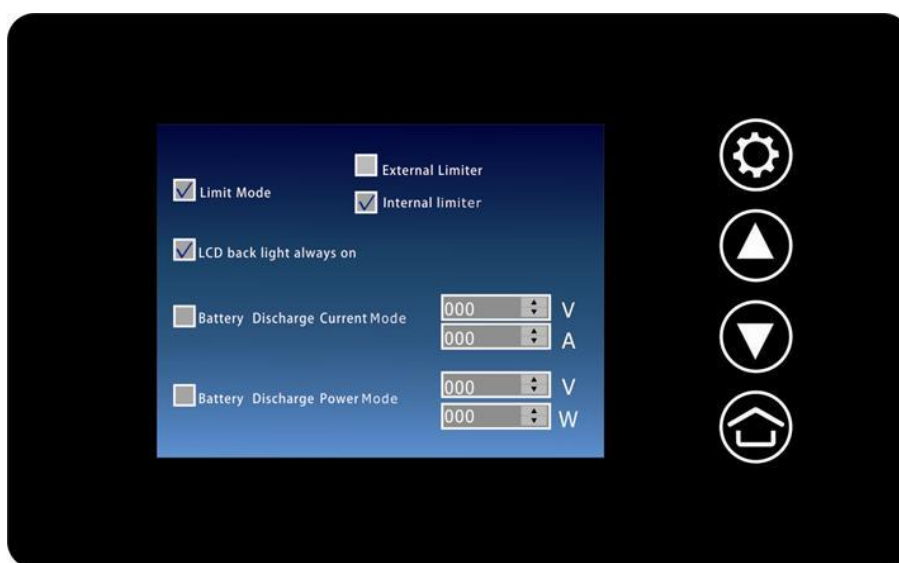 External Limiter
Limit Mode
Internal limiter
LCD back light always on
Battery Discharge Current Mode
000 V
000 A
Battery Discharge Power Mode
000 V
000 W